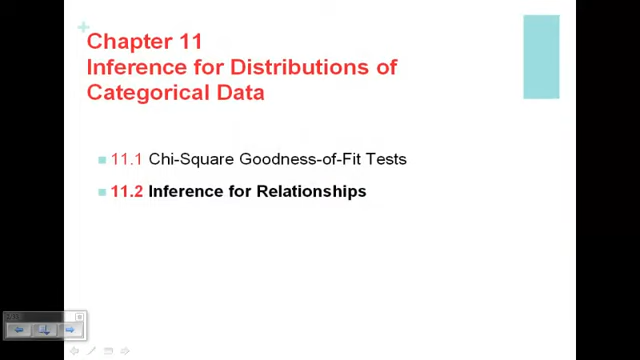 Chapter 11
Inference for Distributions of
Categorical Data
11.1 Chi-Square Goodness-of-Fit Tests
11.2 Inference for Relationships